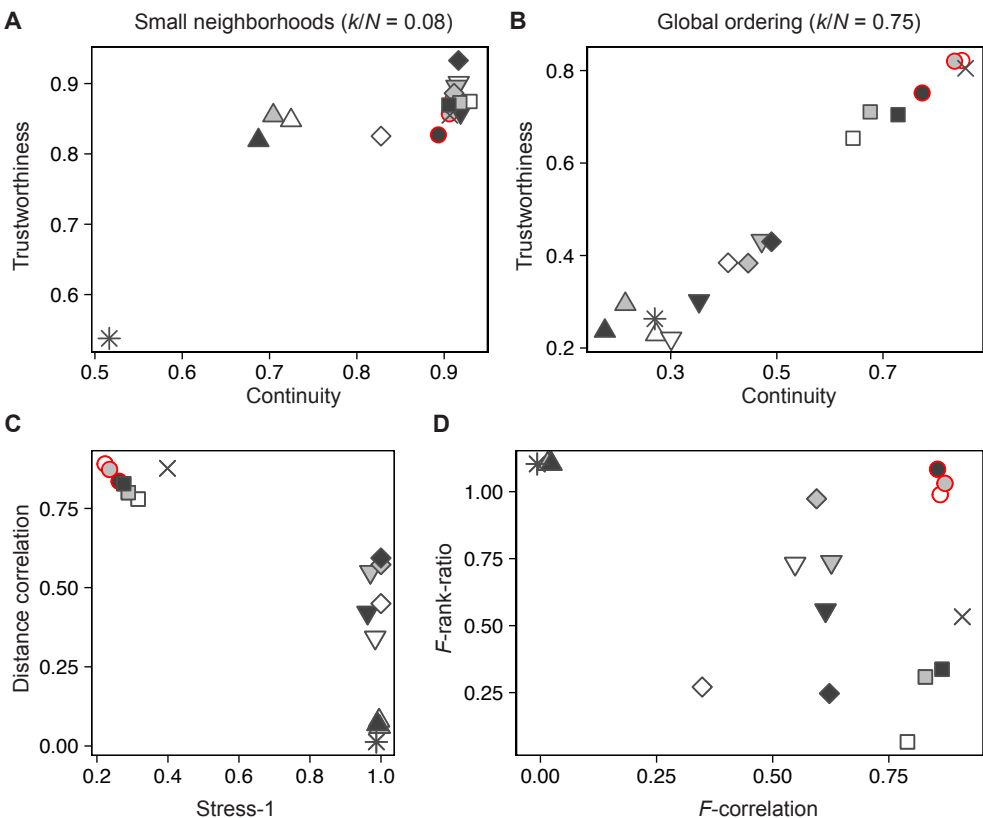 A Small neighborhoods (k/N = 0.08)
Trustworthiness
0.9
0.8
0.7
0.6
0.5 0.6 0.7 0.8 0.9
Continuity
B Global ordering (k/N = 0.75)
Trustworthiness
0.8
0.6
0.4
0.2
0.3 0.5 0.7
Continuity
C
Distance correlation
0.75
0.50
0.25
0.00
0.2 0.4 0.6 0.8 1.0
Stress-1
D
F-rank-ratio
1.00
0.75
0.50
0.25
0.00 0.25 0.50 0.75
F-correlation